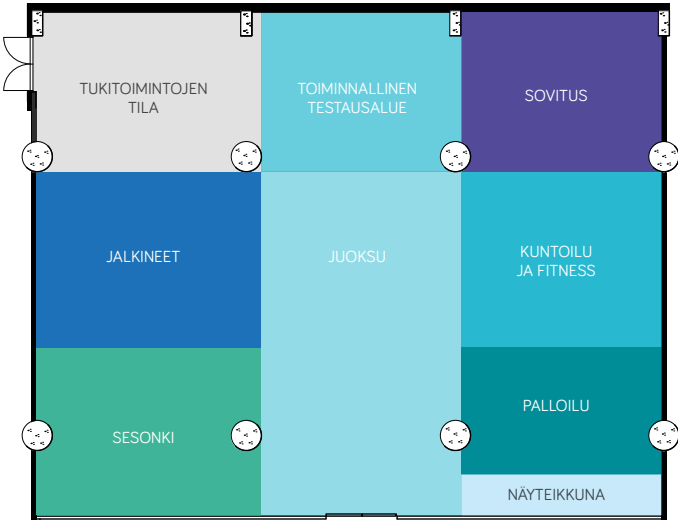 TUKITOIMINTOJEN
TILA
TOIMINNALLINEN
TESTAUSALUE
SOVITUS
JALKINEET
JUOKSU
KUNTOILU
JA FITNESS
SESONKI
PALLOILU
NÄYTEIKKUNA